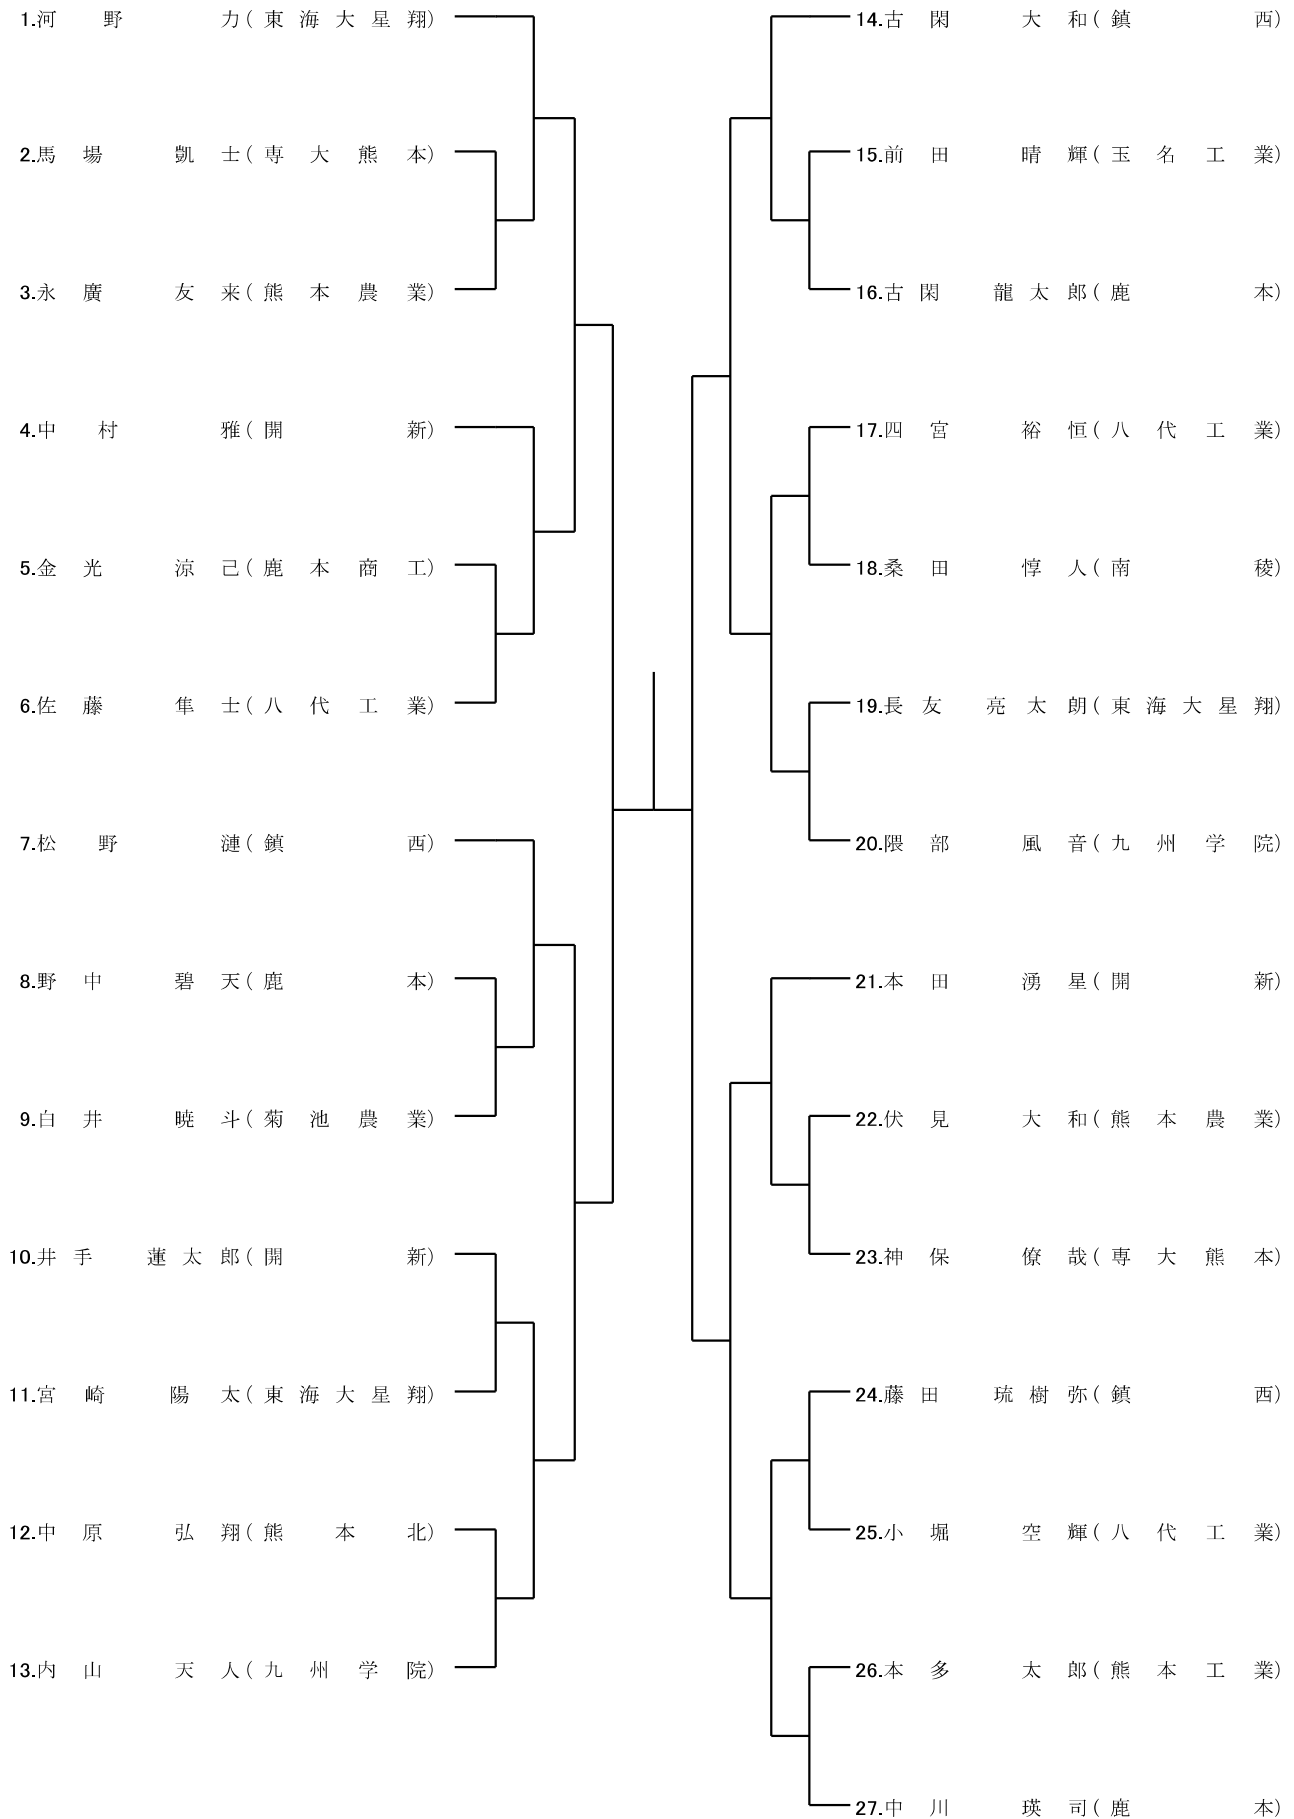 1.河野 力(東海大星翔)
2.馬場 凱士(専大熊本)
3.永廣 友来(熊本農業)
4.中村 雅(開新)
5.金光 涼己(鹿本商工)
6.佐藤 隼士(八代工業)
7.松野 漣(鎮西)
8.野中 碧天(鹿本)
9.白井 暁斗(菊池農業)
10.井手 蓮太郎(開新)
11.宮崎 陽太(東海大星翔)
12.中原 弘翔(熊本北)
13.内山 天人(九州学院)
14.古閑 大和(鎮西)
15.前田 晴輝(玉名工業)
16.古閑 龍太郎(鹿本)
17.四宮 裕恒(八代工業)
18.桑田 惇人(南稜)
19.長友 亮太朗(東海大星翔)
20.隈部 風音(九州学院)
21.本田 湧星(開新)
22.伏見 大和(熊本農業)
23.神保 僚哉(専大熊本)
24.藤田 琉樹弥(鎮西)
25.小堀 空輝(八代工業)
26.本多 太郎(熊本工業)
27.中川 瑛司(鹿本)